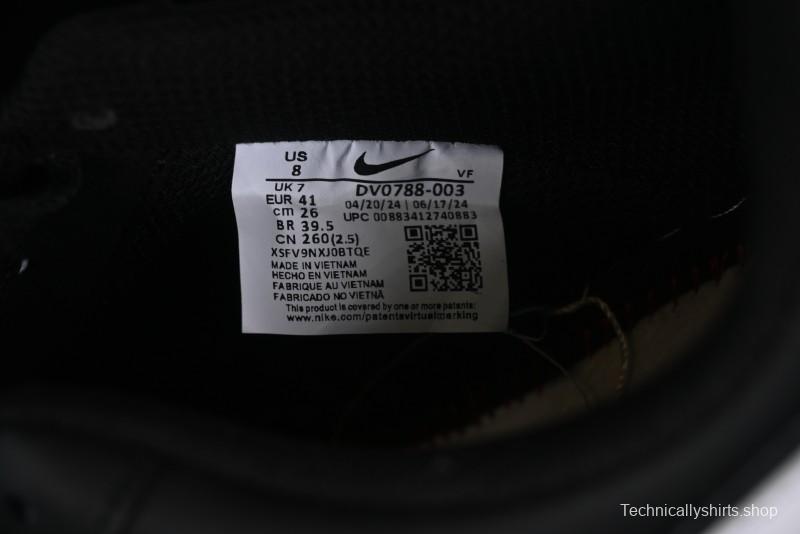 US
8
VF
UK 7
DV0788-003
EUR 41
04/20/24 | 06/17/24
cm 26
UPC 00883412740883
BR 39.5
CN 260(2.5)
XSFV9NXJ0BTQE
MADE IN VIETNAM
HECHO EN VIETNAM
FABRIQUE AU VIETNAM
FABRICADO NO VIETNÃ
This product is covered by one or more patents:
www.nike.com/patentsvirtualmarking
Technicallyshirts.shop